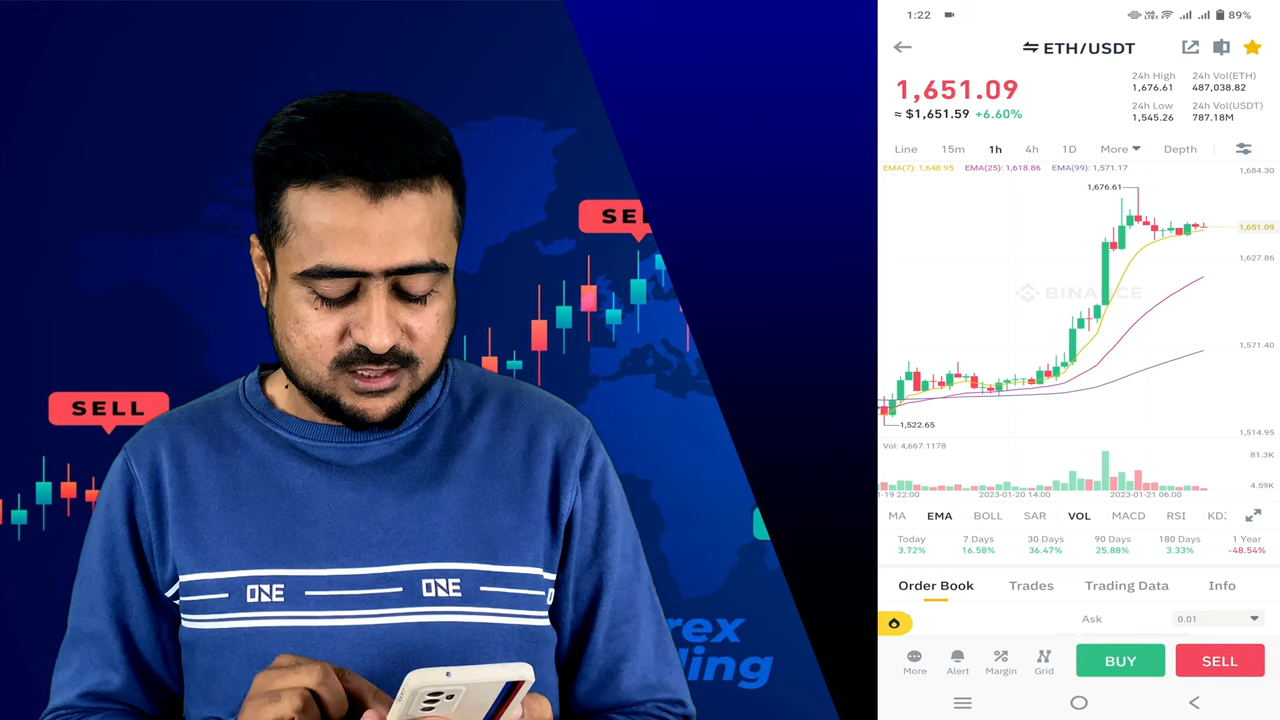 SELL
SEL
ONE
ONE
rex
ding
1:22
89%
ETH/USDT
1,651.09
≈ $1,651.59 +6.60%
24h High
1,676.61
24h Vol(ETH)
487,038.82
24h Low
1,545.26
24h Vol(USDT)
787.18M
Line 15m 1h 4h 1D More Depth
EMA(7): 1,648.95 EMA(25): 1,618.86 EMA(99): 1,571.17
1,684.30
1,676.61
1,651.09
1,627.86
BINANCE
1,571.40
1,522.65
1,514.95
Vol: 4,667.1178
81.3K
4.59K
1-19 22:00 2023-01-20 14:00 2023-01-21 06:00
MA EMA BOLL SAR VOL MACD RSI KDJ
Today 7 Days 30 Days 90 Days 180 Days 1 Year
3.72% 16.58% 36.47% 25.88% 3.33% -48.54%
Order Book Trades Trading Data Info
Ask 0.01
More Alert Margin Grid BUY SELL